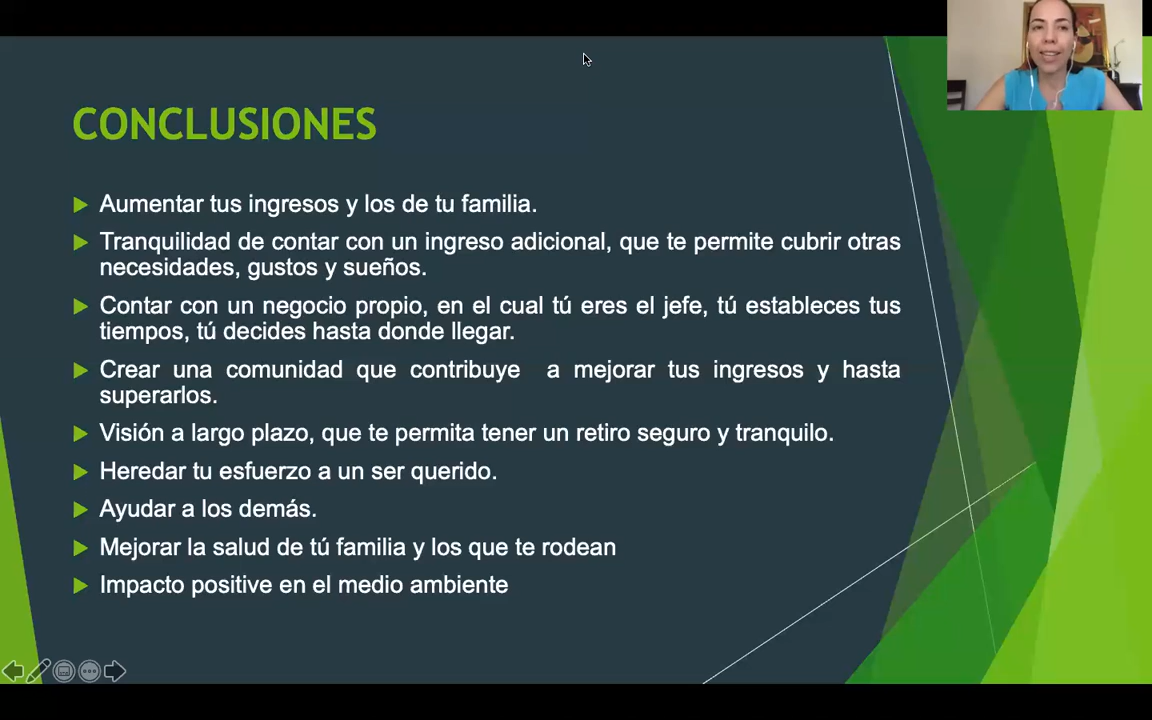 CONCLUSIONES
Aumentar tus ingresos y los de tu familia.
Tranquilidad de contar con un ingreso adicional, que te permite cubrir otras
necesidades, gustos y sueños.
Contar con un negocio propio, en el cual tú eres el jefe, tú estableces tus
tiempos, tú decides hasta donde llegar.
Crear una comunidad que contribuye a mejorar tus ingresos y hasta
superarlos.
Visión a largo plazo, que te permita tener un retiro seguro y tranquilo.
Heredar tu esfuerzo a un ser querido.
Ayudar a los demás.
Mejorar la salud de tú familia y los que te rodean
Impacto positive en el medio ambiente